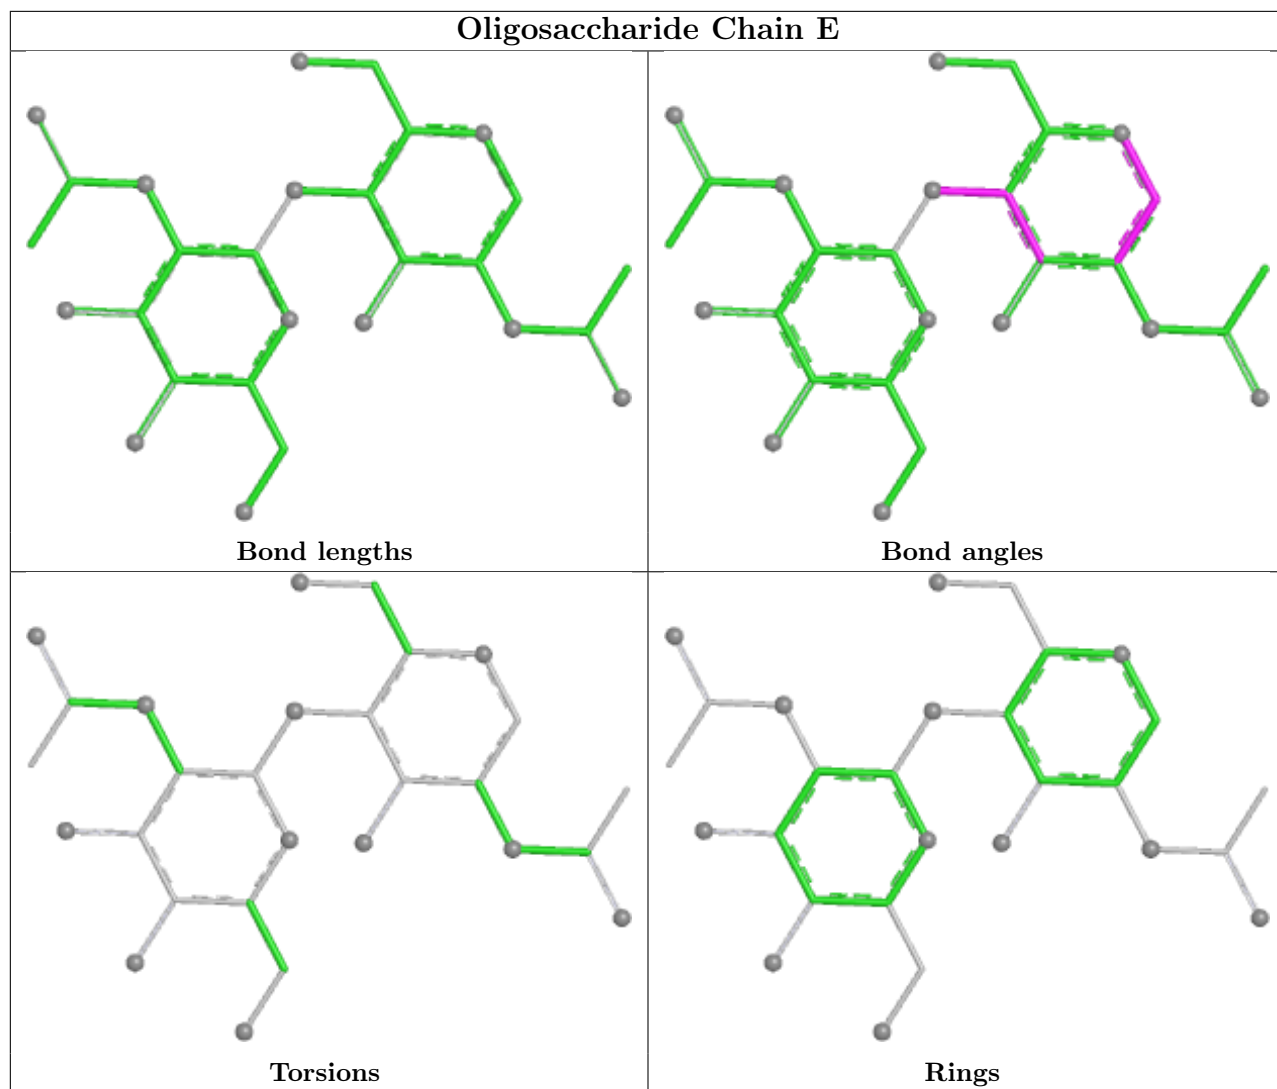 Oligosaccharide Chain E
Bond lengths
Bond angles
Torsions
Rings